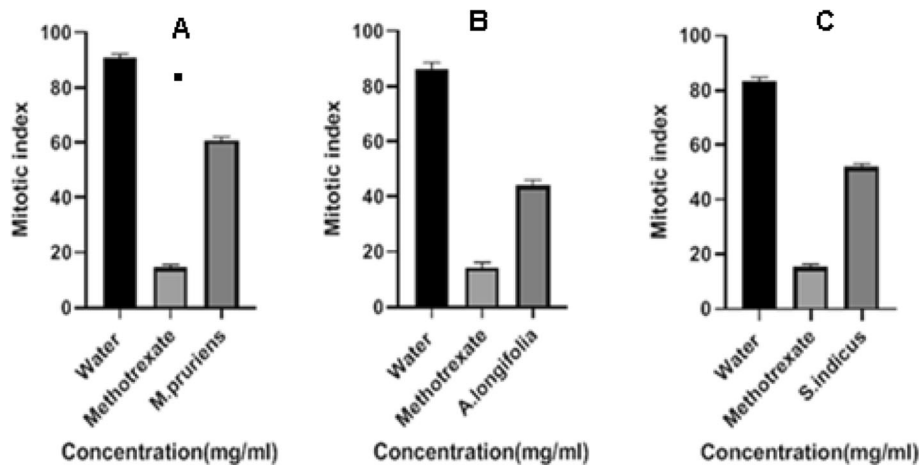 A
Mitotic index
100
80
60
40
20
0
Water
Methotrexate
M.pruriens
Concentration(mg/ml)
B
Mitotic index
100
80
60
40
20
0
Water
Methotrexate
A.longifolia
Concentration(mg/ml)
C
Mitotic index
100
80
60
40
20
0
Water
Methotrexate
S.indicus
Concentration(mg/ml)